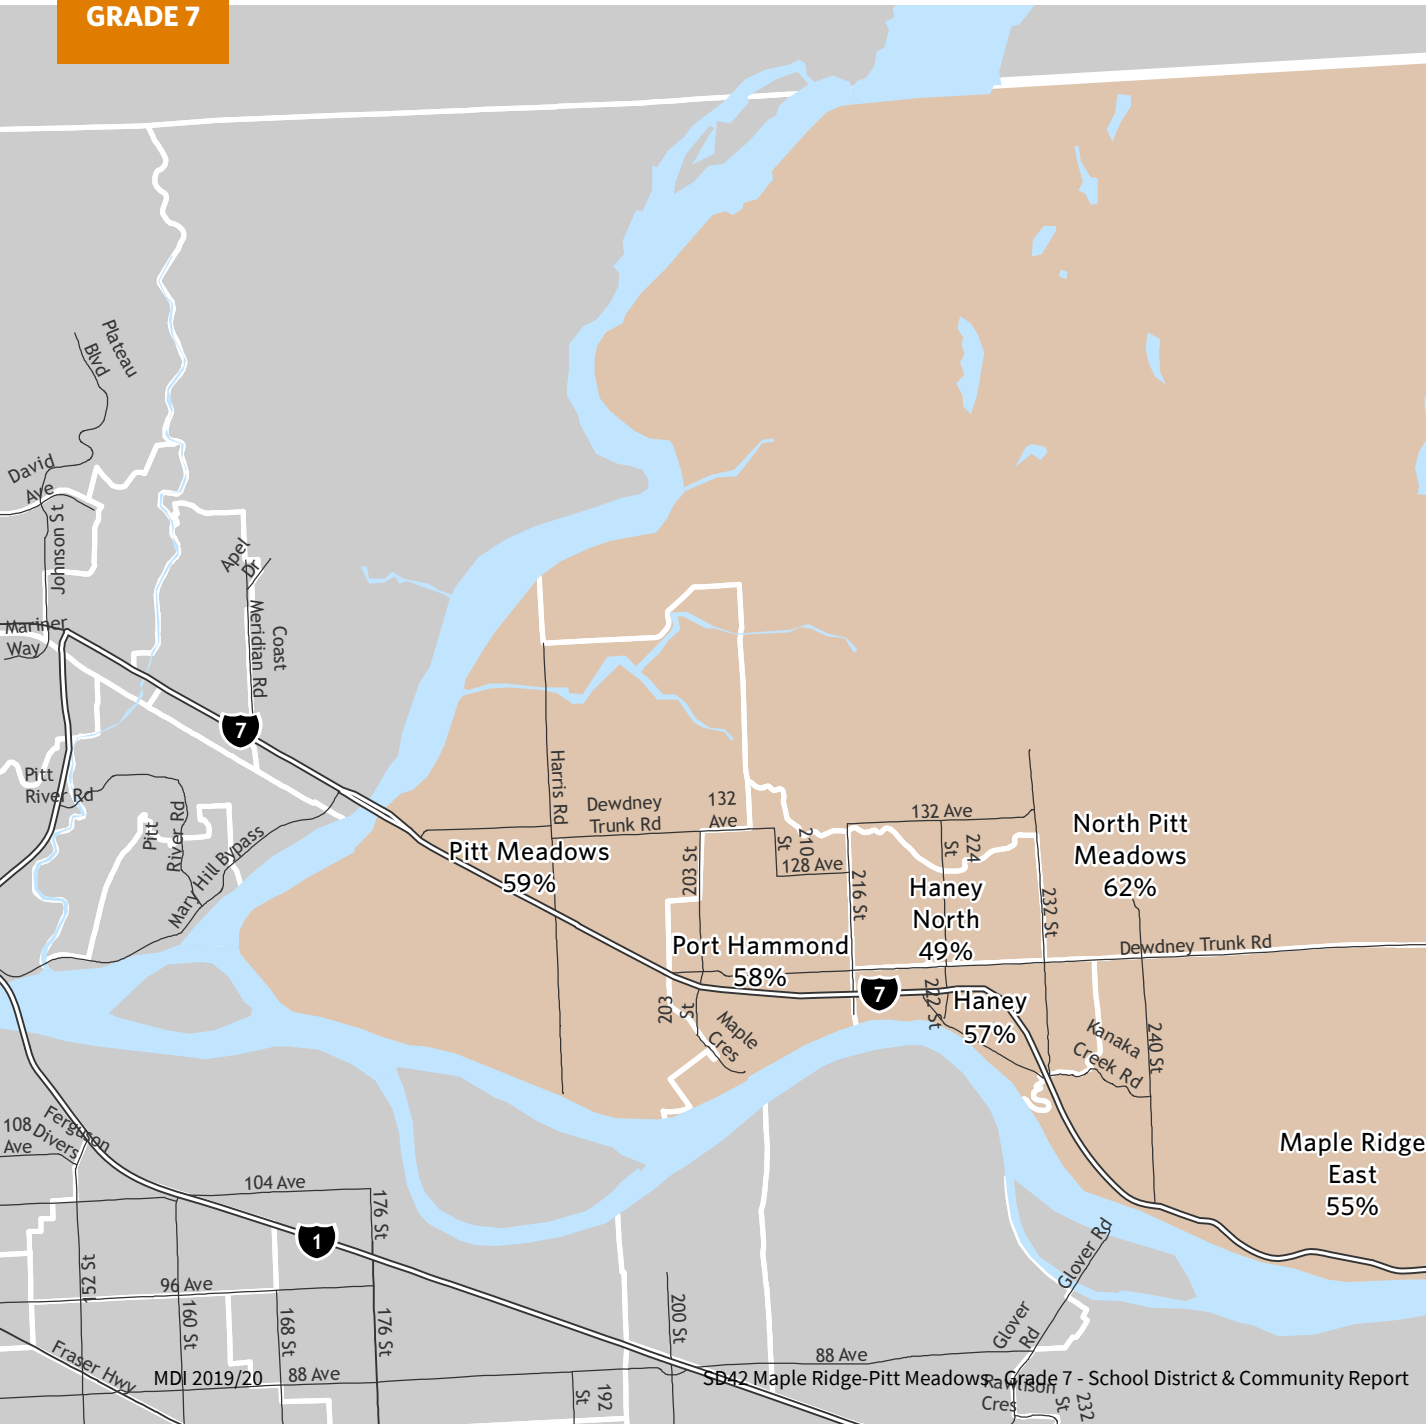 GRADE 7
Plateau
Blvd
David
Ave
Johnson St
Apel
Dr
Mariner
Way
Coast
Meridian Rd
7
Pitt
River Rd
Pitt
River Rd
Mary Hill Bypass
Harris Rd
Dewdney
Trunk Rd
132
Ave
132 Ave
210
St
128 Ave
224
St
203 St
216 St
232 St
Pitt Meadows
59%
North Pitt
Meadows
62%
Haney
North
49%
Port Hammond
58%
Dewdney Trunk Rd
7
222 St
Haney
57%
203
St
Maple
Cres
Kanaka
Creek Rd
240 St
Maple Ridge
East
55%
108
Ave
Ferguson
Divers
104 Ave
176 St
1
152 St
96 Ave
160 St
168 St
176 St
200 St
Glover Rd
Glover
Rd
88 Ave
Fraser Hwy
88 Ave
192
St
Rawlison
Cres
232
St
MDI 2019/20
SD42 Maple Ridge-Pitt Meadows - Grade 7 - School District & Community Report